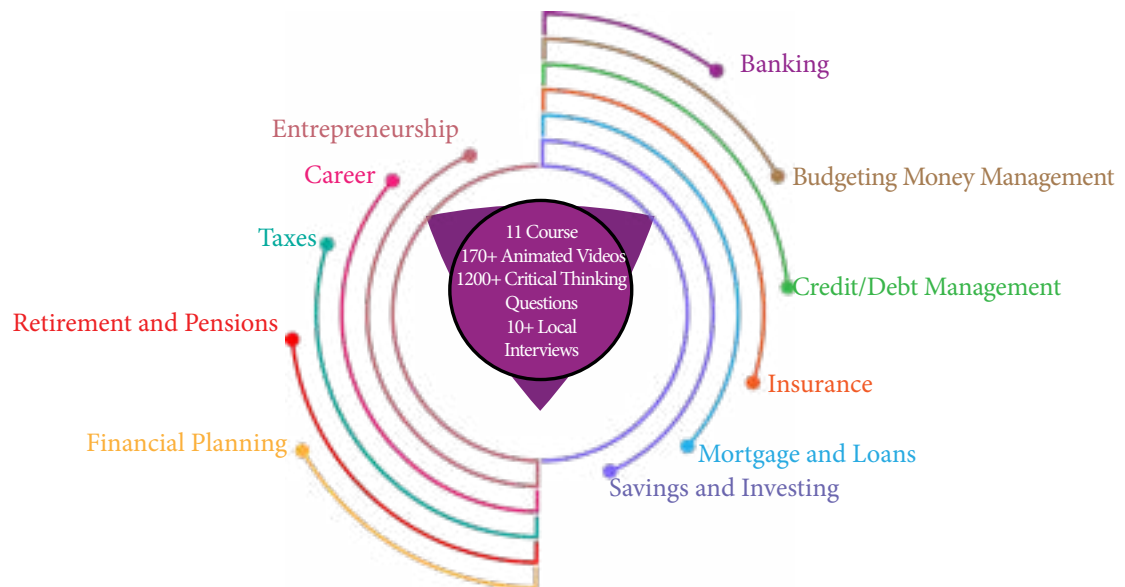 Banking
Budgeting Money Management
Credit/Debt Management
Insurance
Mortgage and Loans
Savings and Investing
Entrepreneurship
Career
Taxes
Retirement and Pensions
Financial Planning
11 Course
170+ Animated Videos
1200+ Critical Thinking
Questions
10+ Local
Interviews